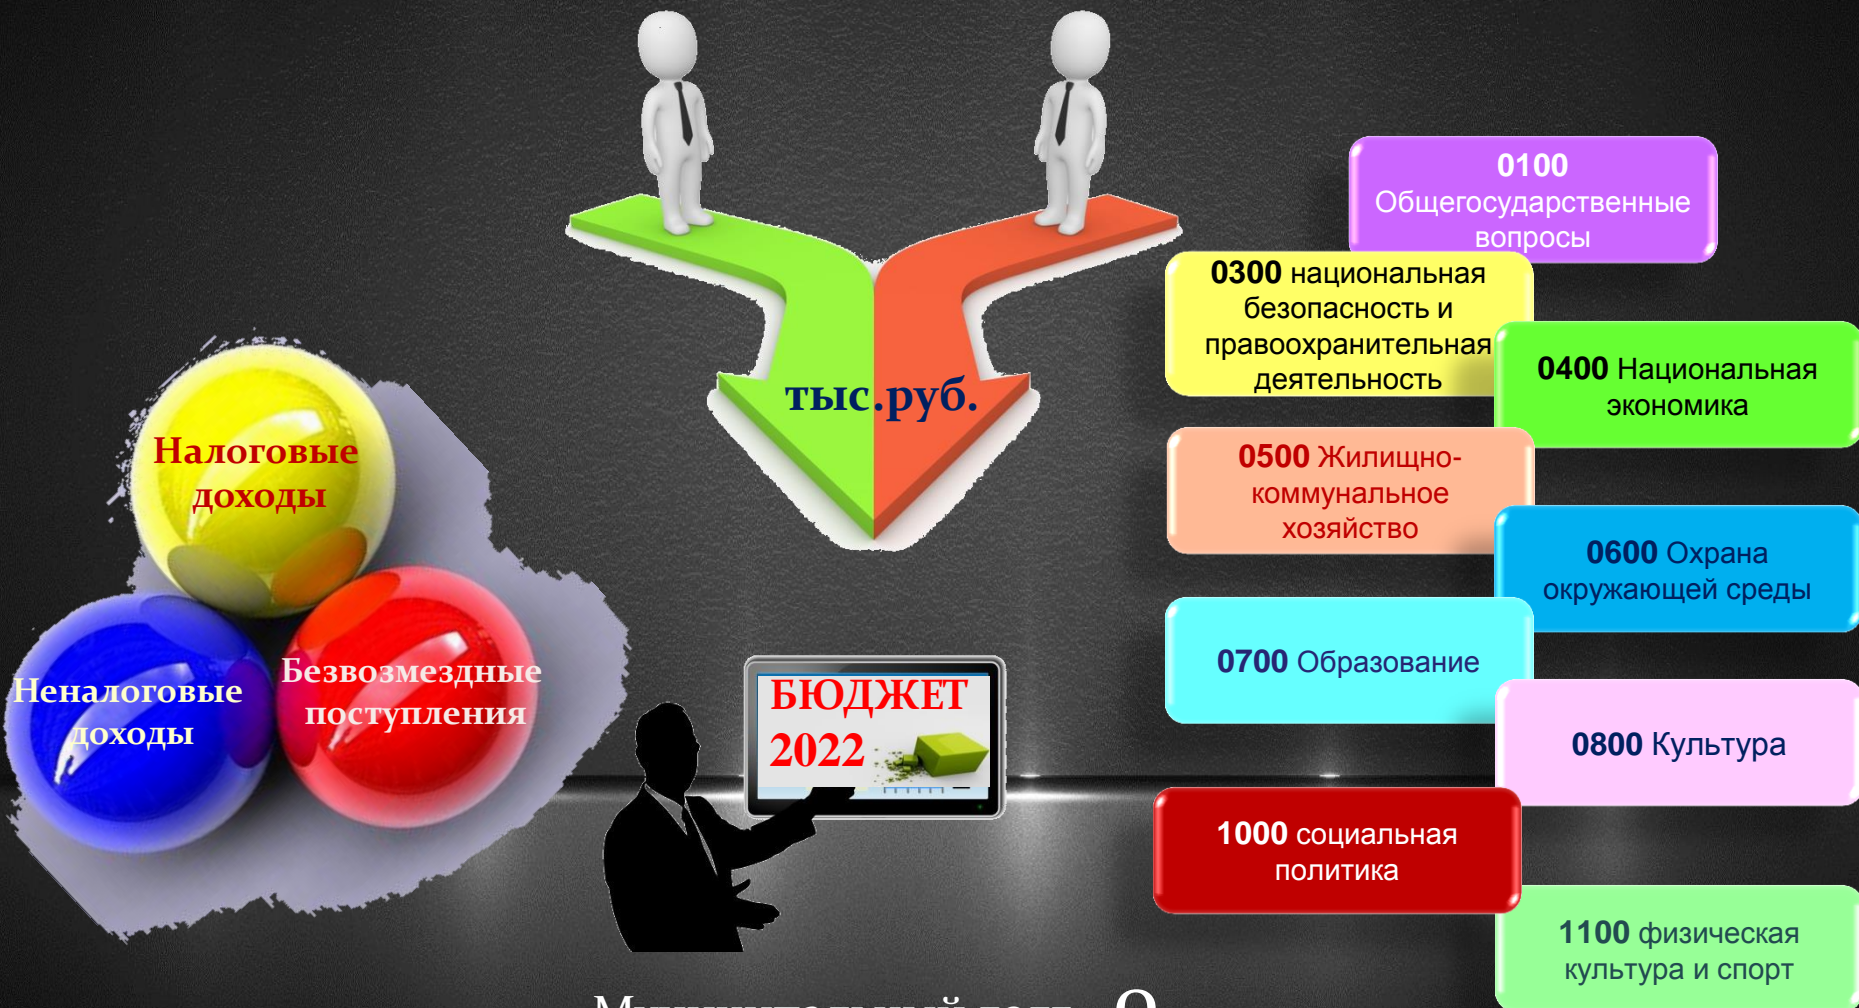 тыс.руб.
Налоговые
доходы
Неналоговые
доходы
Безвозмездные
поступления
БЮДЖЕТ
2022
0100
Общегосударственные
вопросы
0300 национальная
безопасность и
правоохранительная
деятельность
0400 Национальная
экономика
0500 Жилищно-
коммунальное
хозяйство
0600 Охрана
окружающей среды
0700 Образование
0800 Культура
1000 социальная
политика
1100 физическая
культура и спорт